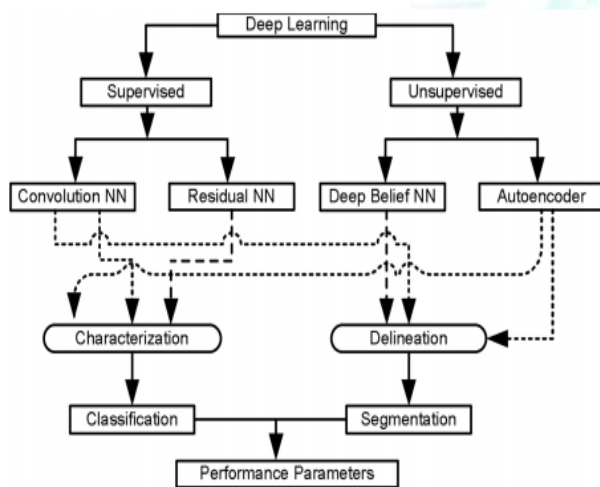 Deep Learning
Supervised
Unsupervised
Convolution NN
Residual NN
Deep Belief NN
Autoencoder
Characterization
Delineation
Classification
Segmentation
Performance Parameters